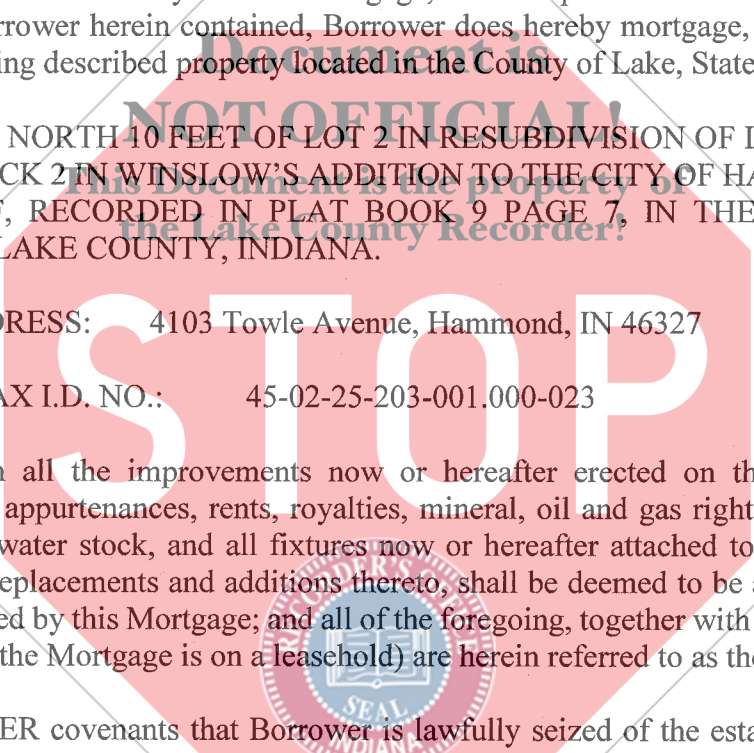 rrower herein contained, Borrower does hereby mortgage,
Document is
ing described property located in the County of Lake, State
NOT OFFICIAL!
NORTH 10 FEET OF LOT 2 IN RESUBDIVISION OF
CK 2 IN WINSLOW'S ADDITION TO THE CITY OF HA
This Document is the property of
, RECORDED IN PLAT BOOK 9 PAGE 7, IN THE
the Lake County Recorder!
LAKE COUNTY, INDIANA.
DRESS: 4103 Towle Avenue, Hammond, IN 46327
STOP
AX I.D. NO.: 45-02-25-203-001.000-023
all the improvements now or hereafter erected on th
appurtenances, rents, royalties, mineral, oil and gas right
water stock, and all fixtures now or hereafter attached to
eplacements and additions thereto, shall be deemed to be
ed by this Mortgage; and all of the foregoing, together with
the Mortgage is on a leasehold) are herein referred to as the
SEAL
INDIANA
ER covenants that Borrower is lawfully seized of the esta